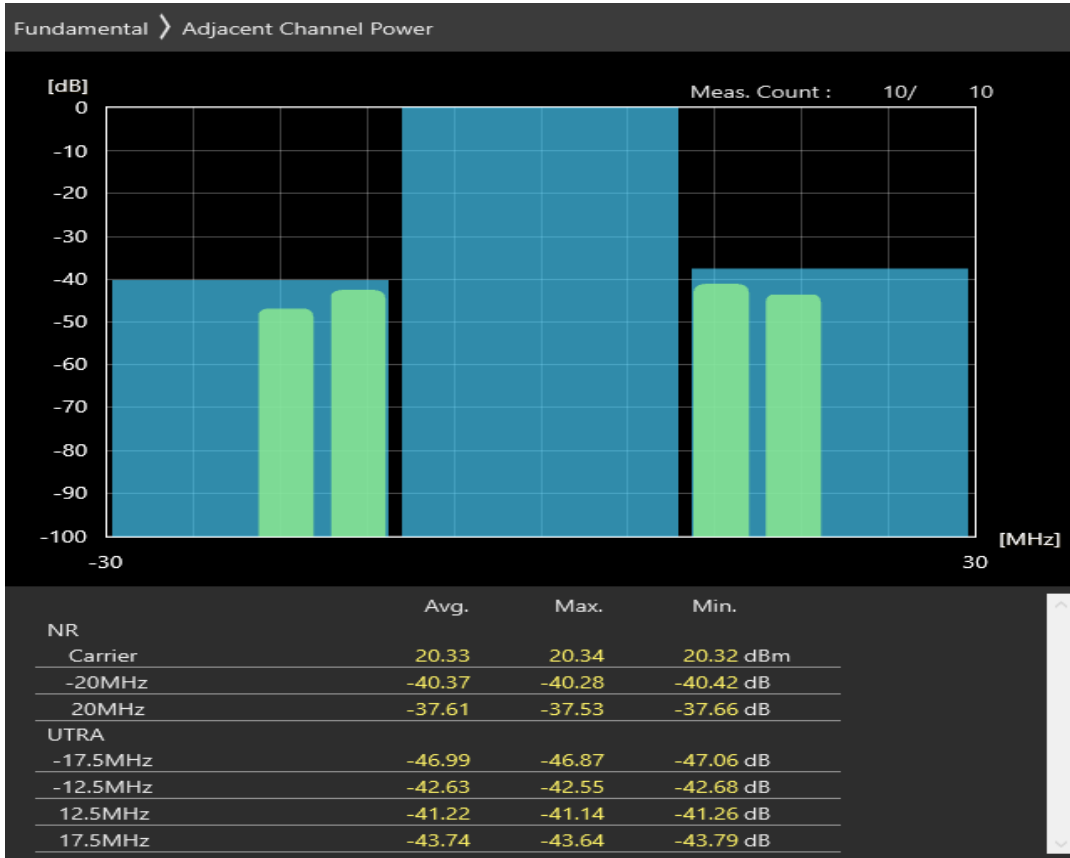 Fundamental ❯ Adjacent Channel Power
[dB]
Meas. Count : 10/ 10
0
-10
-20
-30
-40
-50
-60
-70
-80
-90
-100
[MHz]
-30 30
Avg. Max. Min.
NR
Carrier 20.33 20.34 20.32 dBm
-20MHz -40.37 -40.28 -40.42 dB
20MHz -37.61 -37.53 -37.66 dB
UTRA
-17.5MHz -46.99 -46.87 -47.06 dB
-12.5MHz -42.63 -42.55 -42.68 dB
12.5MHz -41.22 -41.14 -41.26 dB
17.5MHz -43.74 -43.64 -43.79 dB